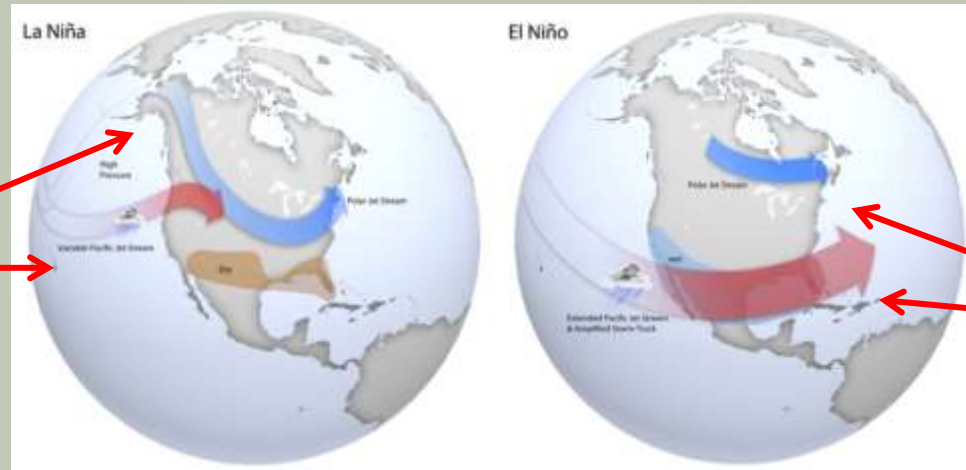 La Niña
High
Pressure
Polar Jet Stream
Variable Pacific Jet Stream
Dry
El Niño
Polar Jet Stream
wet
Extended Pacific Jet Stream
& Amplified Storm Track